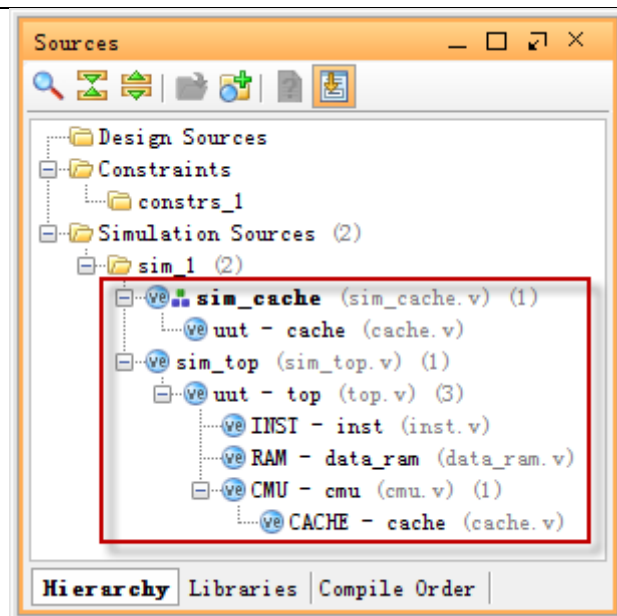 Sources
Design Sources
Constraints
constrs_1
Simulation Sources (2)
sim_1 (2)
sim_cache (sim_cache.v) (1)
uut - cache (cache.v)
sim_top (sim_top.v) (1)
uut - top (top.v) (3)
INST - inst (inst.v)
RAM - data_ram (data_ram.v)
CMU - cmu (cmu.v) (1)
CACHE - cache (cache.v)
Hierarchy Libraries Compile Order